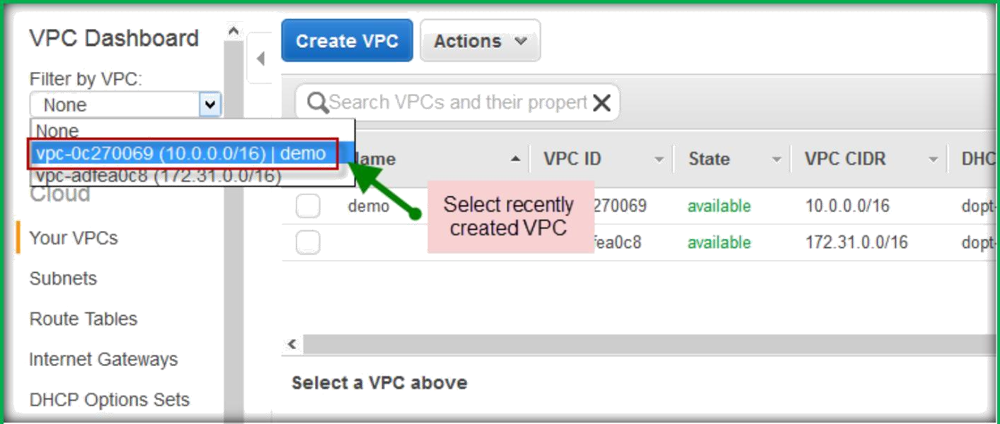 VPC Dashboard
Filter by VPC:
None
None
vpc-0c270069 (10.0.0.0/16) | demo
vpc-adfea0c8 (172.31.0.0/16)
Cloud
Your VPCs
Subnets
Route Tables
Internet Gateways
DHCP Options Sets
Create VPC
Actions
Search VPCs and their propert
ame VPC ID State VPC CIDR DHC
demo 270069 available 10.0.0.0/16 dopt-
fea0c8 available 172.31.0.0/16 dopt-
Select recently
created VPC
Select a VPC above